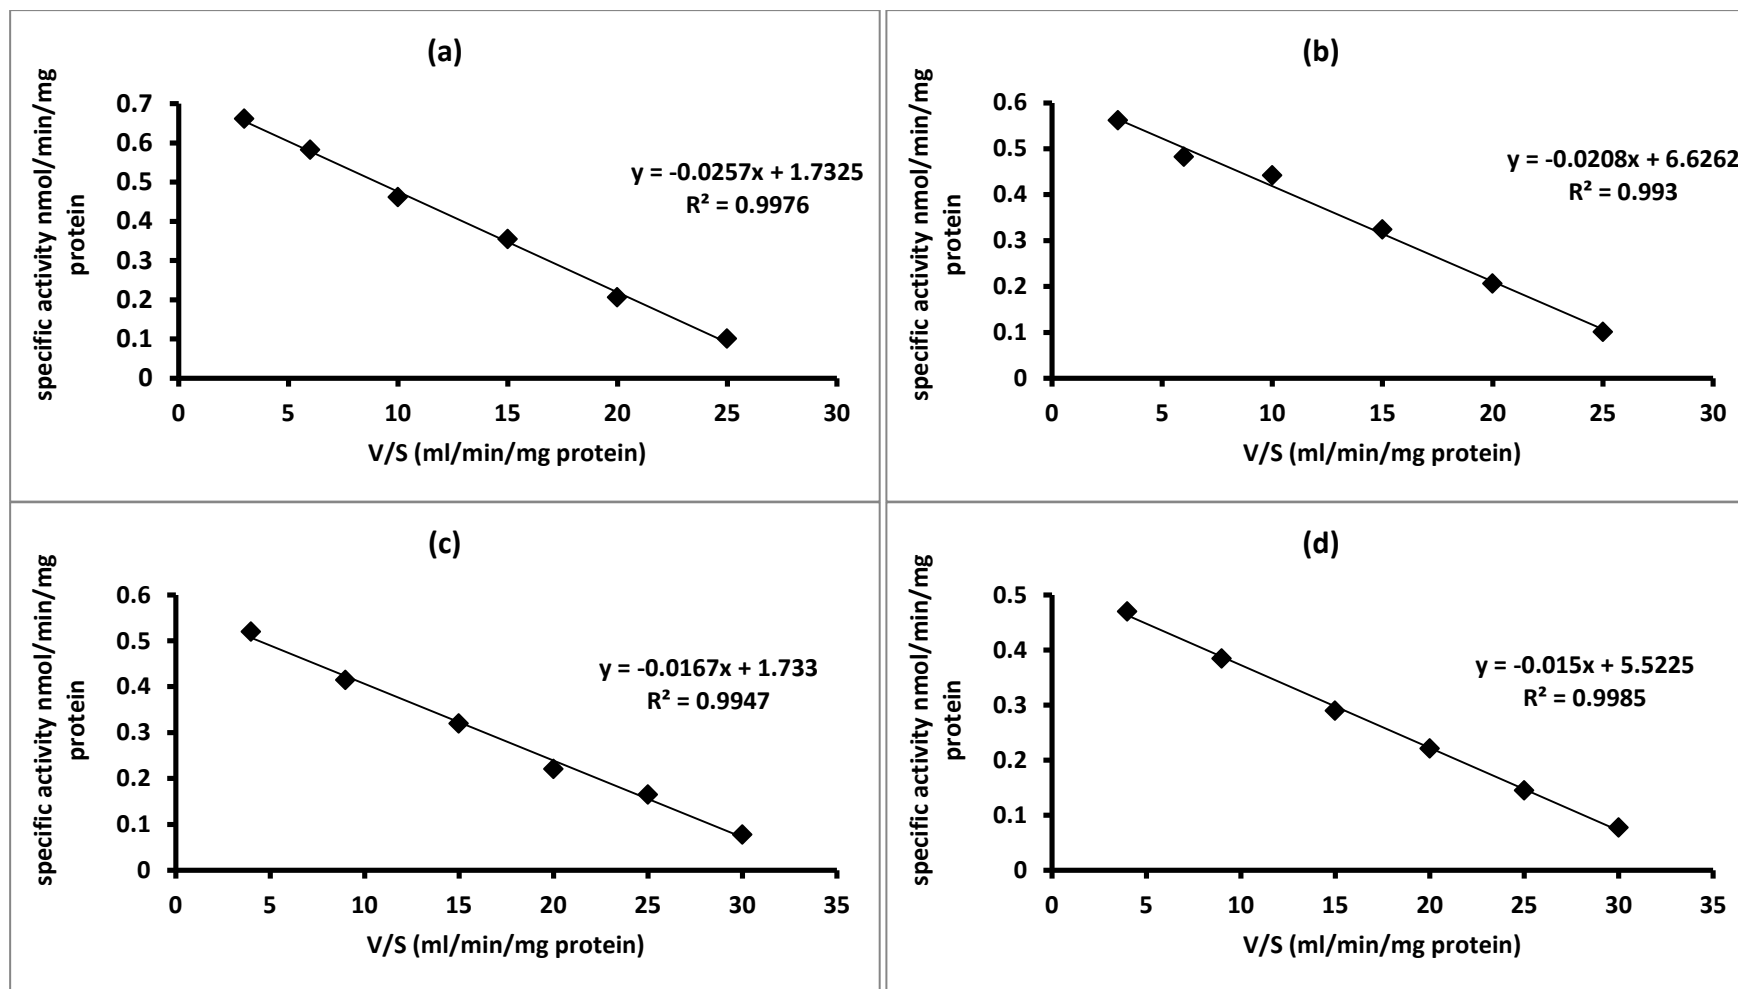 (a)
specific activity nmol/min/mg
protein
0.7
0.6
0.5
0.4
0.3
0.2
0.1
0
y = -0.0257x + 1.7325
R² = 0.9976
0 5 10 15 20 25 30
V/S (ml/min/mg protein)
(b)
specific activity nmol/min/mg
protein
0.6
0.5
0.4
0.3
0.2
0.1
0
y = -0.0208x + 6.6262
R² = 0.993
0 5 10 15 20 25 30
V/S (ml/min/mg protein)
(c)
specific activity nmol/min/mg
protein
0.6
0.5
0.4
0.3
0.2
0.1
0
y = -0.0167x + 1.733
R² = 0.9947
0 5 10 15 20 25 30 35
V/S (ml/min/mg protein)
(d)
specific activity nmol/min/mg
protein
0.5
0.4
0.3
0.2
0.1
0
y = -0.015x + 5.5225
R² = 0.9985
0 5 10 15 20 25 30 35
V/S (ml/min/mg protein)